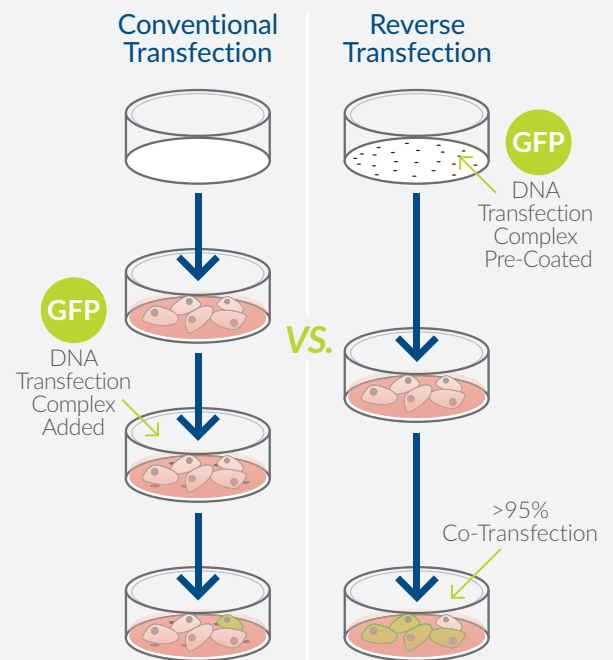 Conventional
Transfection
Reverse
Transfection
GFP
DNA
Transfection
Complex
Pre-Coated
GFP
DNA
Transfection
Complex
Added
VS.
>95%
Co-Transfection